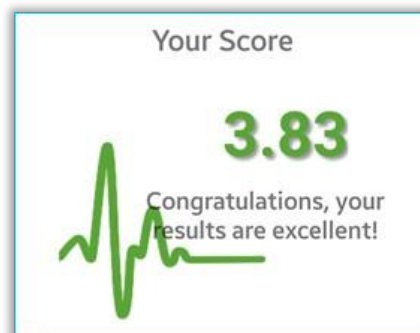 Your Score
3.83
Congratulations, your
results are excellent!